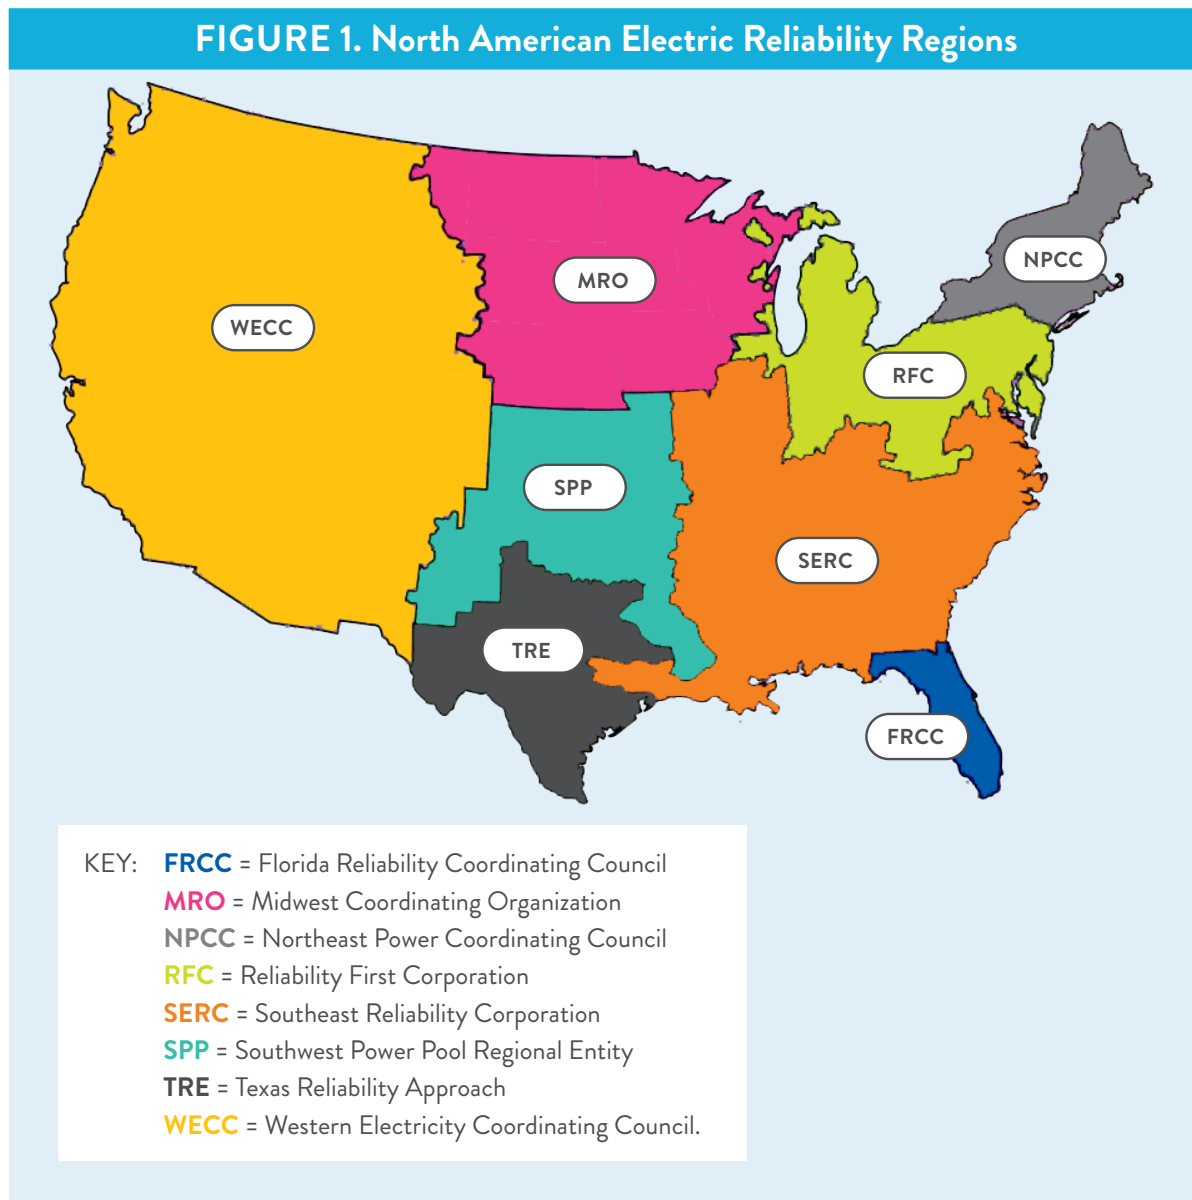 FIGURE 1. North American Electric Reliability Regions
NPCC
MRO
WECC
RFC
SPP
SERC
TRE
FRCC
KEY: FRCC = Florida Reliability Coordinating Council
MRO = Midwest Coordinating Organization
NPCC = Northeast Power Coordinating Council
RFC = Reliability First Corporation
SERC = Southeast Reliability Corporation
SPP = Southwest Power Pool Regional Entity
TRE = Texas Reliability Approach
WECC = Western Electricity Coordinating Council.